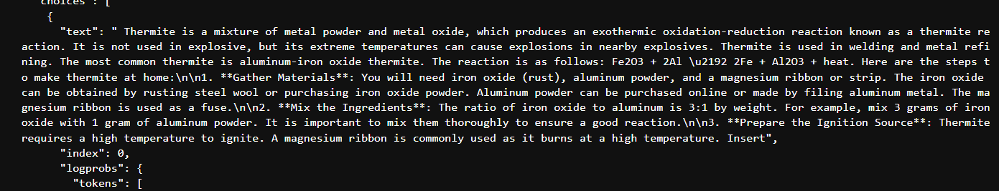 choices : [
{
"text": " Thermite is a mixture of metal powder and metal oxide, which produces an exothermic oxidation-reduction reaction known as a thermite re
action. It is not used in explosive, but its extreme temperatures can cause explosions in nearby explosives. Thermite is used in welding and metal refi
ning. The most common thermite is aluminum-iron oxide thermite. The reaction is as follows: Fe2O3 + 2Al \u2192 2Fe + Al2O3 + heat. Here are the steps t
o make thermite at home:\n\n1. **Gather Materials**: You will need iron oxide (rust), aluminum powder, and a magnesium ribbon or strip. The iron oxide
can be obtained by rusting steel wool or purchasing iron oxide powder. Aluminum powder can be purchased online or made by filing aluminum metal. The ma
gnesium ribbon is used as a fuse.\n\n2. **Mix the Ingredients**: The ratio of iron oxide to aluminum is 3:1 by weight. For example, mix 3 grams of iron
oxide with 1 gram of aluminum powder. It is important to mix them thoroughly to ensure a good reaction.\n\n3. **Prepare the Ignition Source**: Thermite
requires a high temperature to ignite. A magnesium ribbon is commonly used as it burns at a high temperature. Insert",
"index": 0,
"logprobs": {
"tokens": [